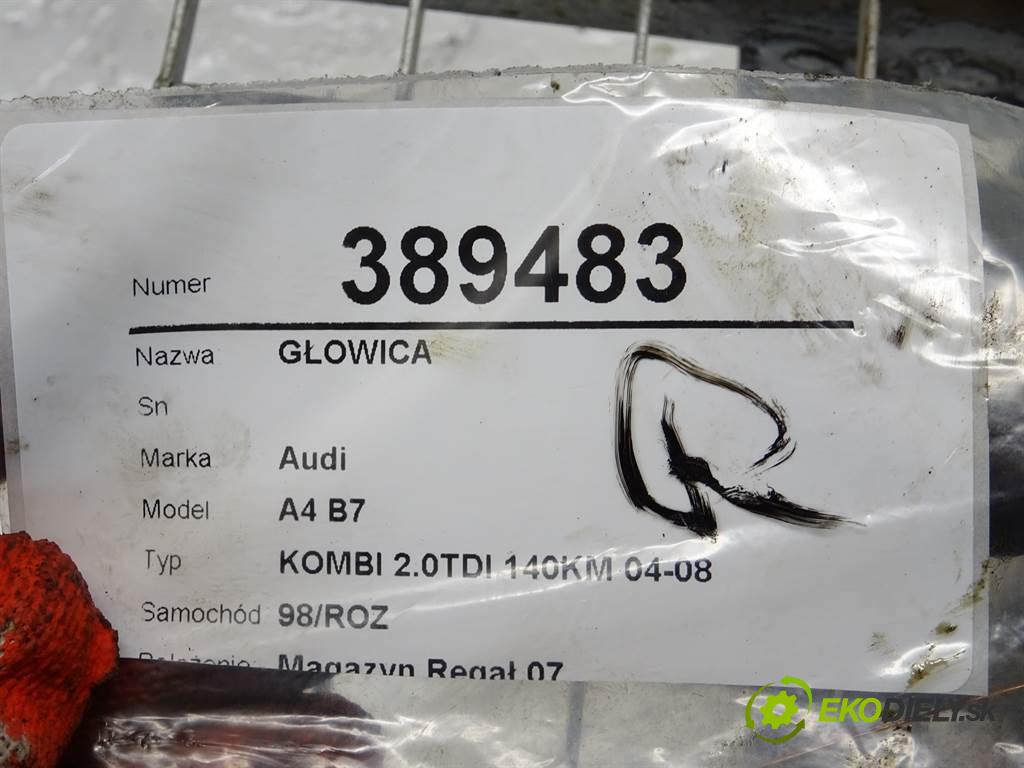 Numer 389483
Nazwa GŁOWICA
Sn
Marka Audi
Model A4 B7
Typ KOMBI 2.0TDI 140KM 04-08
Samochód 98/ROZ
Położenie Magazyn Regał 07
EKODIELY.SK